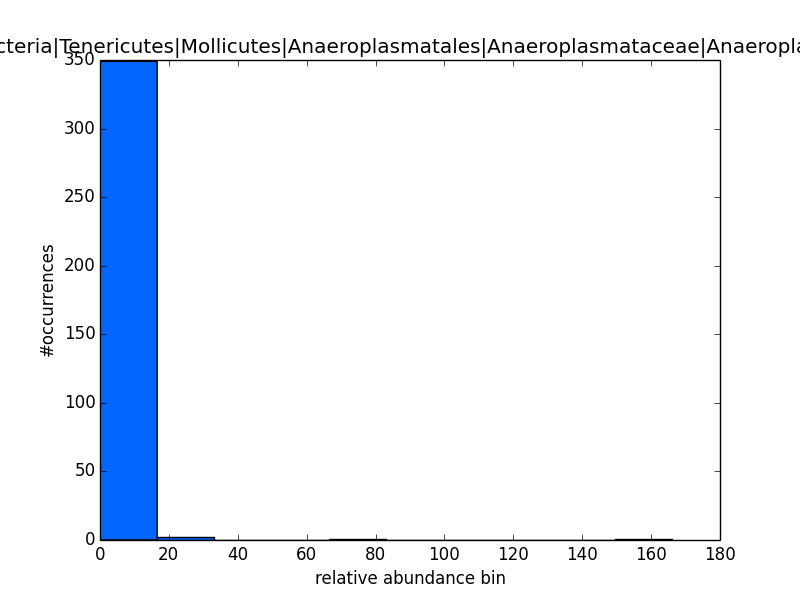 cteria|Tenericutes|Mollicutes|Anaeroplasmatales|Anaeroplasmataceae|Anaeropla
350
300
250
200
150
100
50
0
#occurrences
0 20 40 60 80 100 120 140 160 180
relative abundance bin